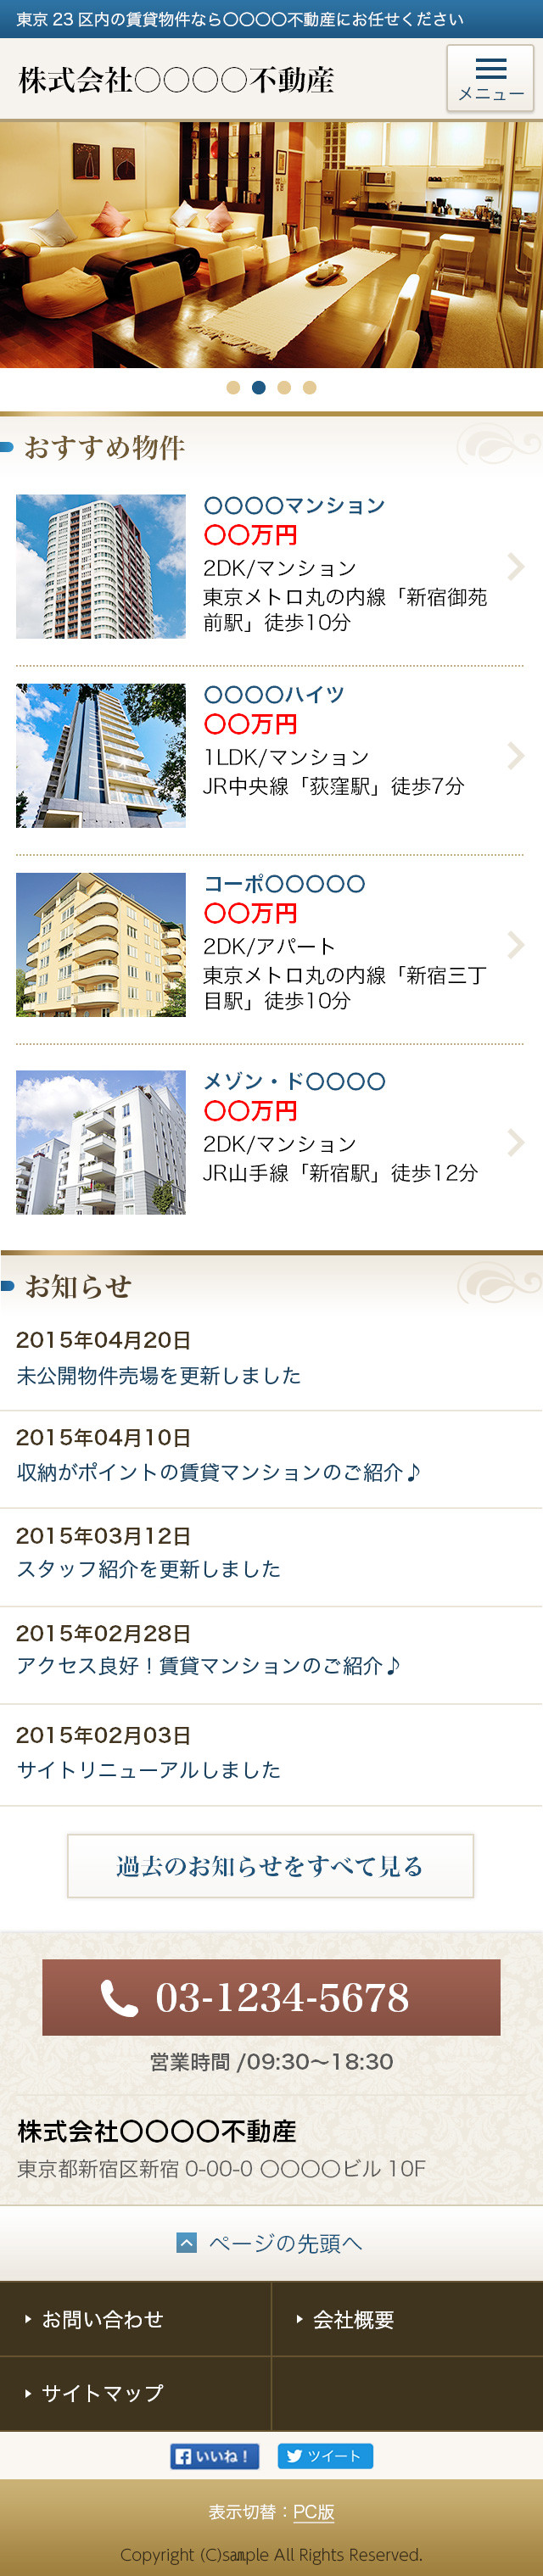 東京23区内の賃貸物件なら〇〇〇〇不動産にお任せください
株式会社〇〇〇〇不動産
メニュー
おすすめ物件
〇〇〇〇マンション
〇〇万円
2DK/マンション
東京メトロ丸の内線「新宿御苑
前駅」徒歩10分
〇〇〇〇ハイツ
〇〇万円
1LDK/マンション
JR中央線「荻窪駅」徒歩7分
コーポ〇〇〇〇〇
〇〇万円
2DK/アパート
東京メトロ丸の内線「新宿三丁
目駅」徒歩10分
メゾン・ド〇〇〇〇
〇〇万円
2DK/マンション
JR山手線「新宿駅」徒歩12分
お知らせ
2015年04月20日
未公開物件売場を更新しました
2015年04月10日
収納がポイントの賃貸マンションのご紹介♪
2015年03月12日
スタッフ紹介を更新しました
2015年02月28日
アクセス良好！賃貸マンションのご紹介♪
2015年02月03日
サイトリニューアルしました
過去のお知らせをすべて見る
03-1234-5678
営業時間 /09:30〜18:30
株式会社〇〇〇〇不動産
東京都新宿区新宿 0-00-0 〇〇〇〇ビル 10F
ページの先頭へ
お問い合わせ
会社概要
サイトマップ
いいね！
ツイート
表示切替：PC版
Copyright (C)sample All Rights Reserved.